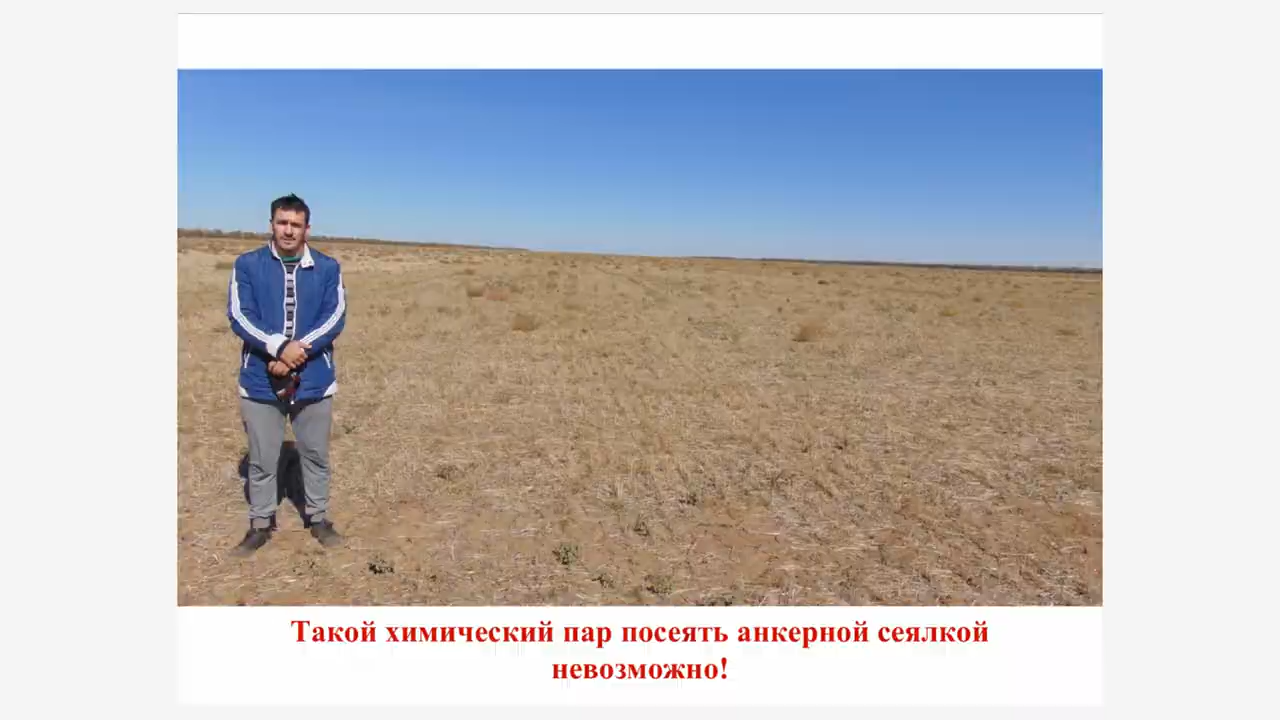 Такой химический пар посеять анкерной сеялкой
невозможно!